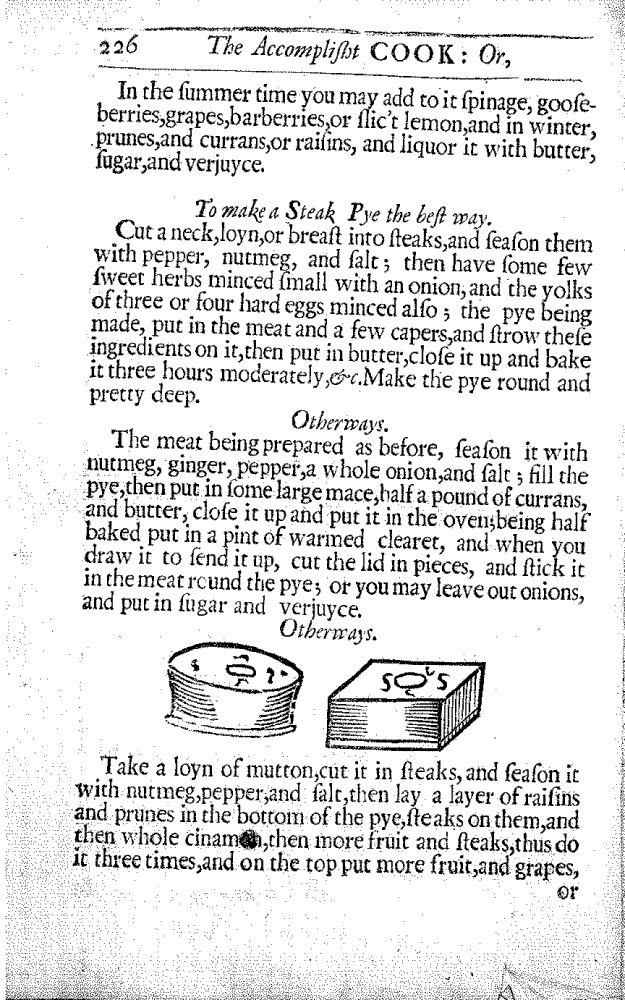 226 The Accompliſht COOK: Or,
In the ſummer time you may add to it ſpinage, gooſe-
berries,grapes,barberries,or ſlic't lemon,and in winter,
prunes,and currans,or raiſins, and liquor it with butter,
ſugar,and verjuyce.
To make a Steak Pye the beſt way.
Cut a neck,loyn,or breaſt into ſteaks,and ſeaſon them
with pepper, nutmeg, and ſalt; then have ſome few
ſweet herbs minced ſmall with an onion, and the yolks
of three or four hard eggs minced alſo; the pye being
made, put in the meat and a few capers,and ſtrow theſe
ingredients on it,then put in butter,cloſe it up and bake
it three hours moderately,&c.Make the pye round and
pretty deep.
Otherways.
The meat being prepared as before, ſeaſon it with
nutmeg, ginger, pepper,a whole onion,and ſalt; fill the
pye,then put in ſome large mace,half a pound of currans,
and butter, cloſe it up and put it in the oven;being half
baked put in a pint of warmed clearet, and when you
draw it to ſend it up, cut the lid in pieces, and ſtick it
in the meat round the pye; or you may leave out onions,
and put in ſugar and verjuyce.
Otherways.
Take a loyn of mutton,cut it in ſteaks, and ſeaſon it
with nutmeg,pepper,and ſalt,then lay a layer of raiſins
and prunes in the bottom of the pye,ſteaks on them,and
then whole cinamon,then more fruit and ſteaks,thus do
it three times,and on the top put more fruit,and grapes,
or